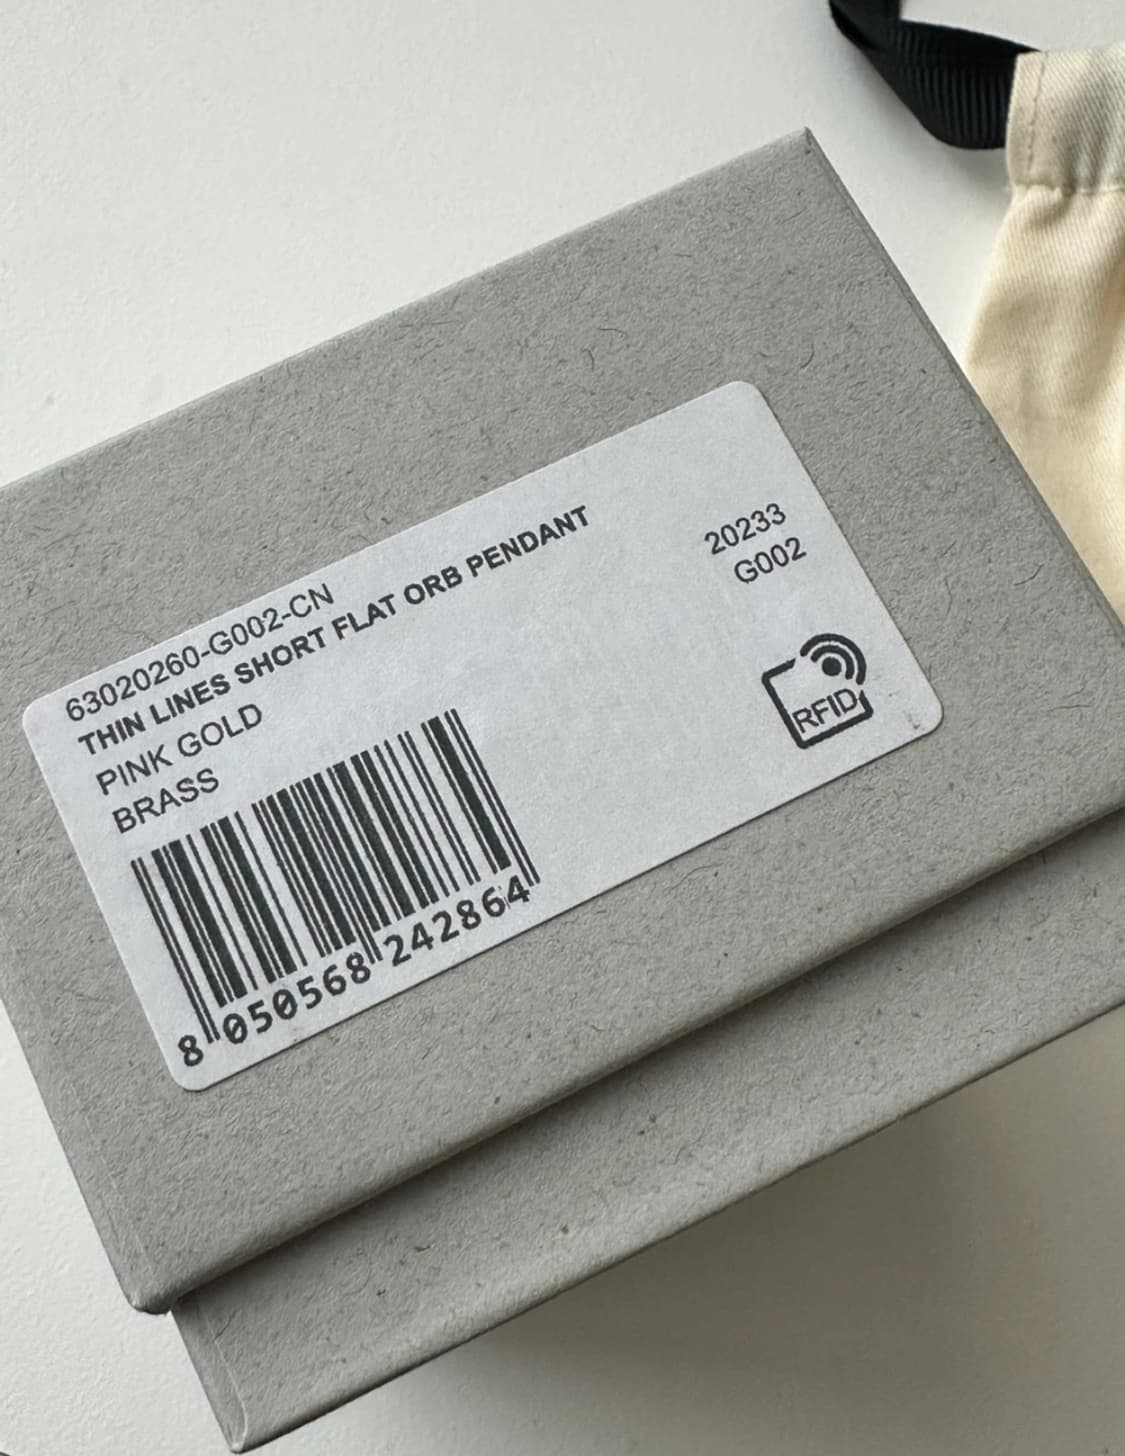 63020260-G002-CN
THIN LINES SHORT FLAT ORB PENDANT
PINK GOLD
BRASS
20233
G002
RFID
8 050568 242864